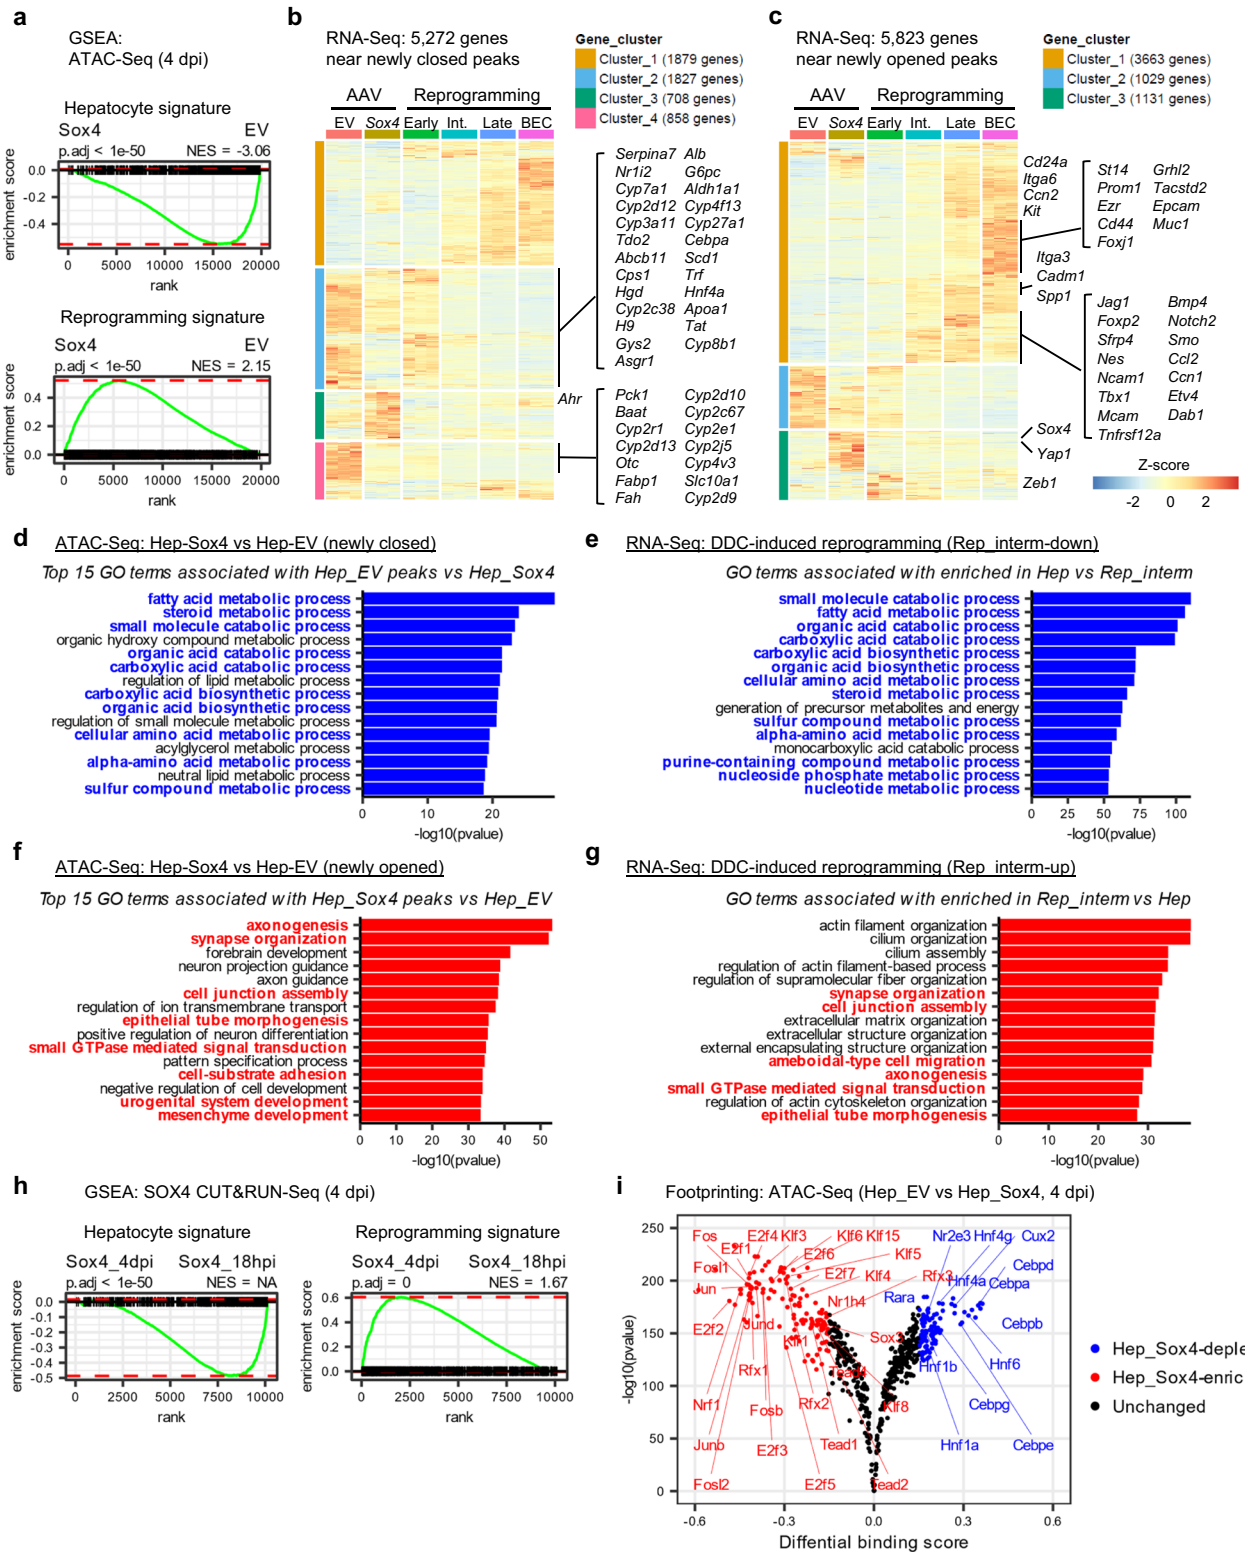 a
GSEA:
ATAC-Seq (4 dpi)
Hepatocyte signature
Sox4 EV
p.adj < 1e-50 NES = -3.06
enrichment score
0.0
-0.2
-0.4
0 5000 10000 15000 20000
rank
Reprogramming signature
Sox4 EV
p.adj < 1e-50 NES = 2.15
enrichment score
0.4
0.2
0.0
0 5000 10000 15000 20000
rank
b
RNA-Seq: 5,272 genes
near newly closed peaks
Gene_cluster
Cluster_1 (1879 genes)
Cluster_2 (1827 genes)
Cluster_3 (708 genes)
Cluster_4 (858 genes)
AAV Reprogramming
EV Sox4 Early Int. Late BEC
Serpina7 Alb
Nr1i2 G6pc
Cyp7a1 Aldh1a1
Cyp2d12 Cyp4f13
Cyp3a11 Cyp27a1
Tdo2 Cebpa
Abcb11 Scd1
Cps1 Trf
Hgd Hnf4a
Cyp2c38 Apoa1
H9 Tat
Gys2 Cyp8b1
Asgr1
Ahr
Pck1 Cyp2d10
Baat Cyp2c67
Cyp2r1 Cyp2e1
Cyp2d13 Cyp2j5
Otc Cyp4v3
Fabp1 Slc10a1
Fah Cyp2d9
c
RNA-Seq: 5,823 genes
near newly opened peaks
Gene_cluster
Cluster_1 (3663 genes)
Cluster_2 (1029 genes)
Cluster_3 (1131 genes)
AAV Reprogramming
EV Sox4 Early Int. Late BEC
Cd24a
Itga6
Ccn2
Kit
St14 Grhl2
Prom1 Tacstd2
Ezr Epcam
Cd44 Muc1
Foxj1
Itga3
Cadm1
Spp1
Jag1 Bmp4
Foxp2 Notch2
Sfrp4 Smo
Nes Ccl2
Ncam1 Ccn1
Tbx1 Etv4
Mcam Dab1
Tnfrsf12a
Sox4
Yap1
Zeb1
Z-score
-2 0 2
d
ATAC-Seq: Hep-Sox4 vs Hep-EV (newly closed)
Top 15 GO terms associated with Hep_EV peaks vs Hep_Sox4
fatty acid metabolic process
steroid metabolic process
small molecule catabolic process
organic hydroxy compound metabolic process
organic acid catabolic process
carboxylic acid catabolic process
regulation of lipid metabolic process
carboxylic acid biosynthetic process
organic acid biosynthetic process
regulation of small molecule metabolic process
cellular amino acid metabolic process
acylglycerol metabolic process
alpha-amino acid metabolic process
neutral lipid metabolic process
sulfur compound metabolic process
0 10 20
-log10(pvalue)
e
RNA-Seq: DDC-induced reprogramming (Rep_interm-down)
GO terms associated with enriched in Hep vs Rep_interm
small molecule catabolic process
fatty acid metabolic process
organic acid catabolic process
carboxylic acid catabolic process
carboxylic acid biosynthetic process
organic acid biosynthetic process
cellular amino acid metabolic process
steroid metabolic process
generation of precursor metabolites and energy
sulfur compound metabolic process
alpha-amino acid metabolic process
monocarboxylic acid catabolic process
purine-containing compound metabolic process
nucleoside phosphate metabolic process
nucleotide metabolic process
0 25 50 75 100
-log10(pvalue)
f
ATAC-Seq: Hep-Sox4 vs Hep-EV (newly opened)
Top 15 GO terms associated with Hep_Sox4 peaks vs Hep_EV
axonogenesis
synapse organization
forebrain development
neuron projection guidance
axon guidance
cell junction assembly
regulation of ion transmembrane transport
epithelial tube morphogenesis
positive regulation of neuron differentiation
small GTPase mediated signal transduction
pattern specification process
cell-substrate adhesion
negative regulation of cell development
urogenital system development
mesenchyme development
0 10 20 30 40 50
-log10(pvalue)
g
RNA-Seq: DDC-induced reprogramming (Rep_interm-up)
GO terms associated with enriched in Rep_interm vs Hep
actin filament organization
cilium organization
cilium assembly
regulation of actin filament-based process
regulation of supramolecular fiber organization
synapse organization
cell junction assembly
extracellular matrix organization
extracellular structure organization
external encapsulating structure organization
ameboidal-type cell migration
axonogenesis
small GTPase mediated signal transduction
regulation of actin cytoskeleton organization
epithelial tube morphogenesis
0 10 20 30
-log10(pvalue)
h
GSEA: SOX4 CUT&RUN-Seq (4 dpi)
Hepatocyte signature
Sox4_4dpi Sox4_18hpi
p.adj < 1e-50 NES = NA
enrichment score
0.0
-0.1
-0.2
-0.3
-0.4
-0.5
0 2500 5000 7500 10000
rank
Reprogramming signature
Sox4_4dpi Sox4_18hpi
p.adj = 0 NES = 1.67
enrichment score
0.6
0.4
0.2
0.0
0 2500 5000 7500 10100
rank
i
Footprinting: ATAC-Seq (Hep_EV vs Hep_Sox4, 4 dpi)
-log10(pvalue)
250
200
150
100
50
0
Fos E2f4 Klf3 Klf6 Klf15 Nr2e3 Hnf4g Cux2
E2f1 E2f6 Klf5
Fosl1 E2f7 Klf4 Rfx3 Hnf4a Cebpd
Jun Nr1h4 Rara Cebpa
E2f2 Jund Klf1 Sox4 Cebpb
Rfx1 Tead4 Hnf1b Hnf6
Nrf1 Fosb Rfx2 Klf8 Cebpg
Junb E2f3 Tead1 Hnf1a Cebpe
Fosl2 E2f5 Tead2
-0.6 -0.3 0.0 0.3 0.6
Diffential binding score
Hep_Sox4-deple
Hep_Sox4-enric
Unchanged